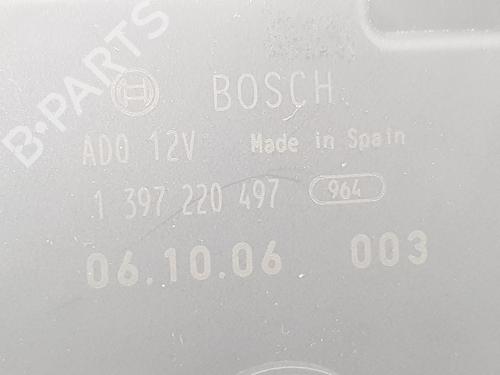 B-PARTS
BOSCH
ADO 12V Made in Spain
1 397 220 497 964
06.10.06 003